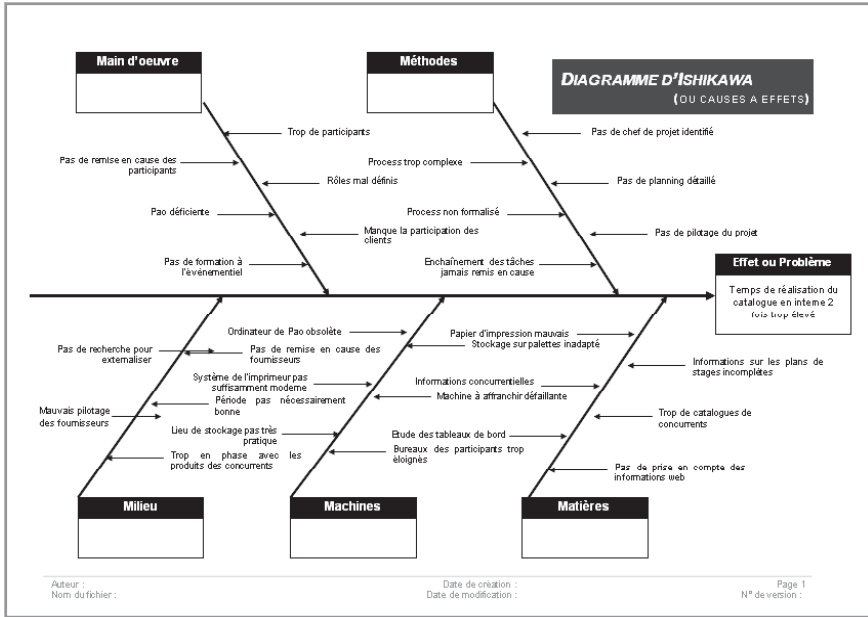 Main d'oeuvre
Méthodes
DIAGRAMME D'ISHIKAWA
(OU CAUSES A EFFETS)
Trop de participants
Pas de chef de projet identifié
Pas de remise en cause des
participants
Process trop complexe
Rôles mal définis
Pas de planning détaillé
Pao déficiente
Process non formalisé
Manque la participation des
clients
Pas de pilotage du projet
Pas de formation à
l'événementiel
Enchaînement des tâches
jamais remis en cause
Effet ou Problème
Temps de réalisation du
catalogue en interne 2
fois trop élevé
Ordinateur de Pao obsolète
Papier d'impression mauvais
Stockage sur palettes inadapté
Pas de recherche pour
externaliser
Pas de remise en cause des
fournisseurs
Informations sur les plans de
stages incomplétes
Système de l'imprimeur pas
suffisamment moderne
Informations concurrentielles
Période pas nécessairement
bonne
Machine à affranchir défaillante
Mauvais pilotage
des fournisseurs
Trop de catalogues de
concurrents
Lieu de stockage pas très
pratique
Etude des tableaux de bord
Bureaux des participants trop
éloignés
Trop en phase avec les
produits des concurrents
Pas de prise en compte des
informations web
Milieu
Machines
Matières
Auteur :
Date de création :
Page 1
Nom du fichier :
Date de modification :
N° de version :